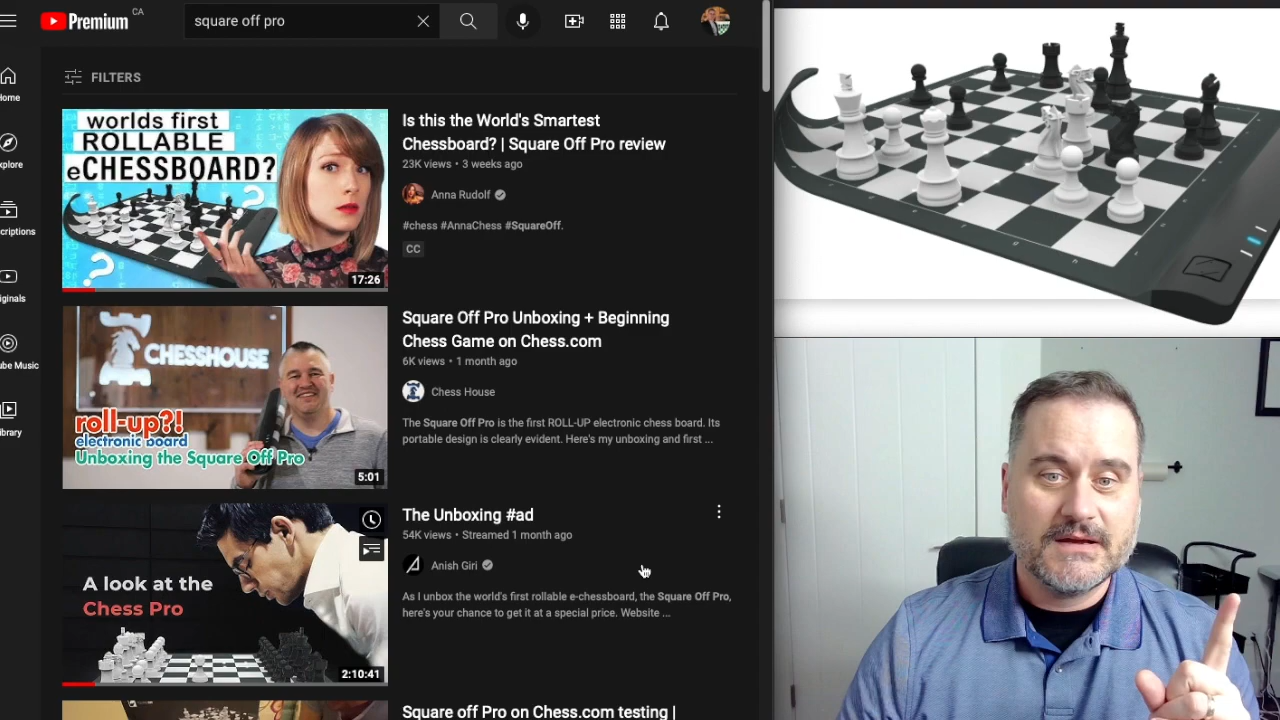 Premium CA
square off pro
FILTERS
Home
xplore
criptions
iginals
ube Music
ibrary
worlds first
ROLLABLE
eCHESSBOARD?
?
?
17:26
Is this the World's Smartest
Chessboard? | Square Off Pro review
23K views • 3 weeks ago
Anna Rudolf
#chess #AnnaChess #SquareOff.
CC
CHESSHOUSE
roll-up?!
electronic board
Unboxing the Square Off Pro
5:01
Square Off Pro Unboxing + Beginning
Chess Game on Chess.com
6K views • 1 month ago
Chess House
The Square Off Pro is the first ROLL-UP electronic chess board. Its
portable design is clearly evident. Here's my unboxing and first ...
A look at the
Chess Pro
2:10:41
The Unboxing #ad
54K views • Streamed 1 month ago
Anish Giri
As I unbox the world's first rollable e-chessboard, the Square Off Pro,
here's your chance to get it at a special price. Website ...
Square off Pro on Chess.com testing |